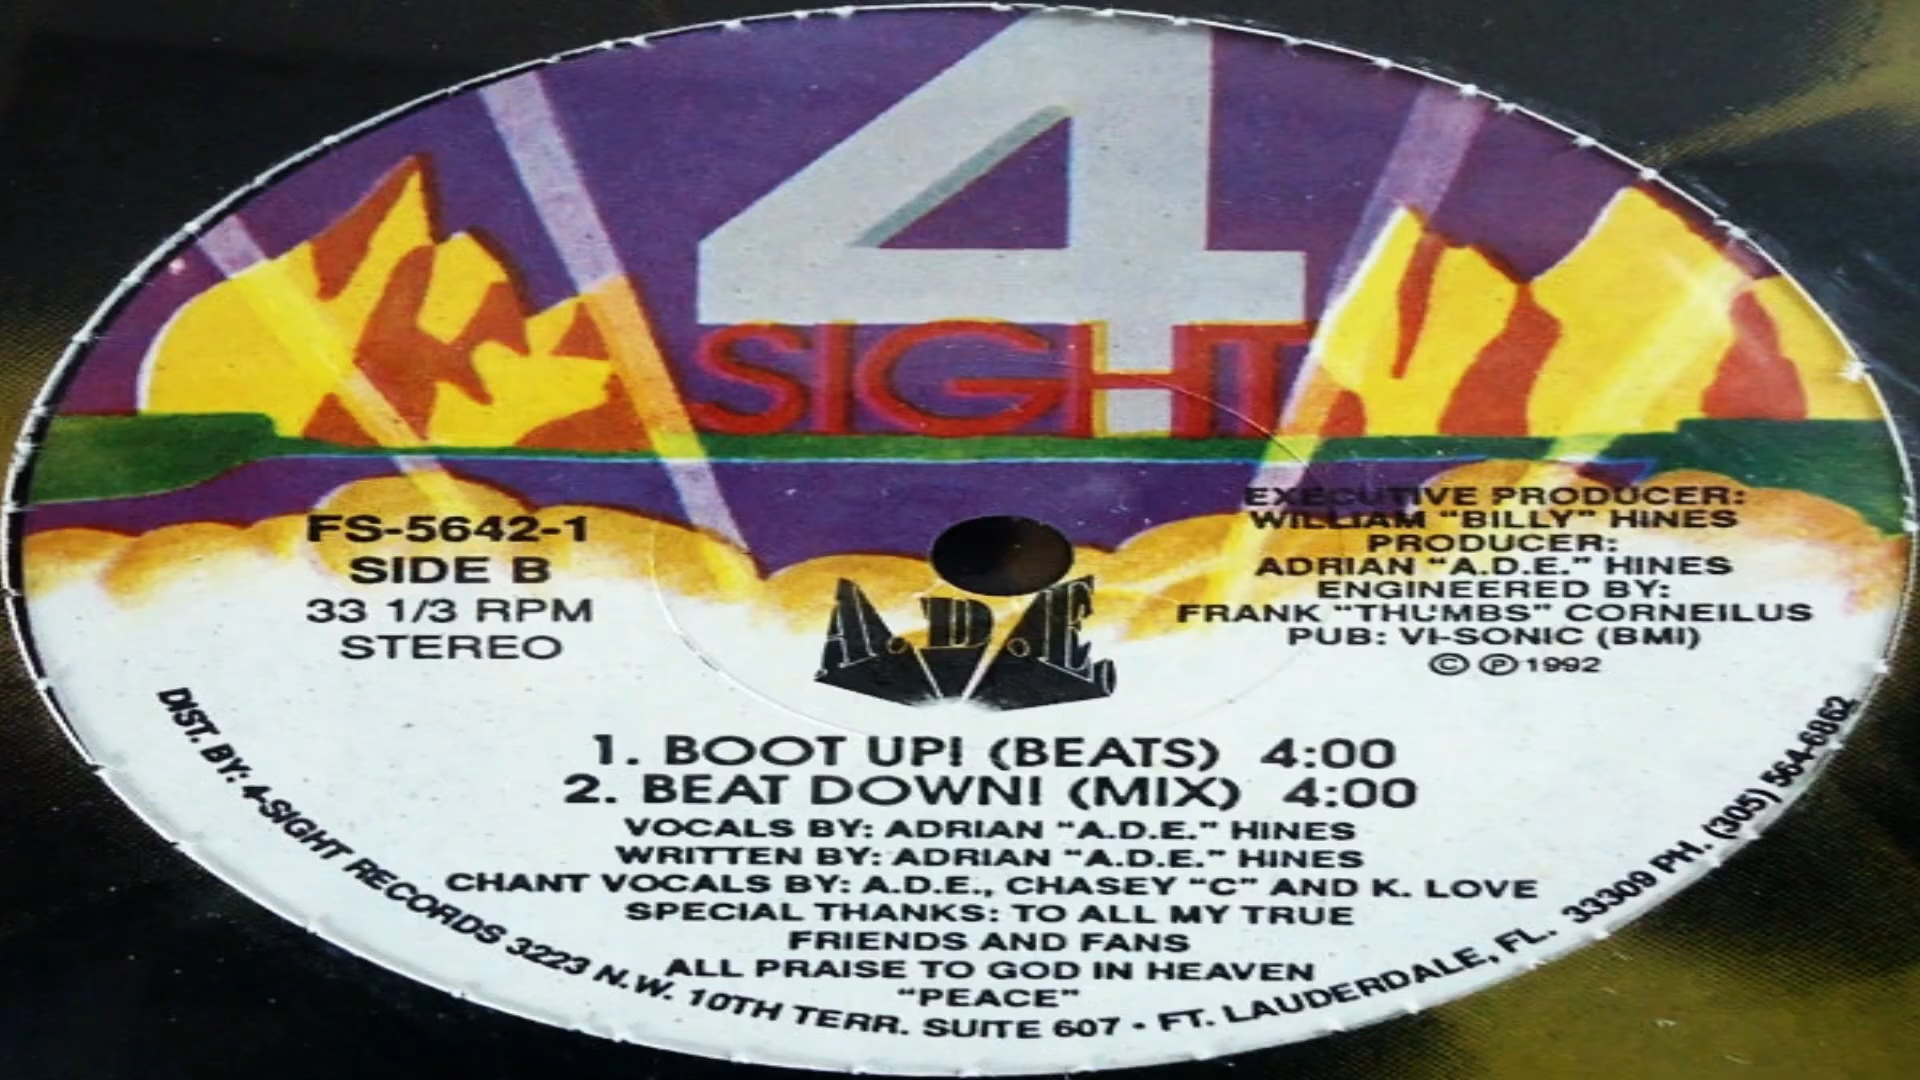 4
SIGHT
FS-5642-1
SIDE B
33 1/3 RPM
STEREO
EXECUTIVE PRODUCER:
WILLIAM "BILLY" HINES
PRODUCER:
ADRIAN "A.D.E." HINES
ENGINEERED BY:
FRANK "THUMBS" CORNEILUS
PUB: VI-SONIC (BMI)
© ℗ 1992
A.D.E.
1. BOOT UP! (BEATS) 4:00
2. BEAT DOWN! (MIX) 4:00
VOCALS BY: ADRIAN "A.D.E." HINES
WRITTEN BY: ADRIAN "A.D.E." HINES
CHANT VOCALS BY: A.D.E., CHASEY "C" AND K. LOVE
SPECIAL THANKS: TO ALL MY TRUE
FRIENDS AND FANS
ALL PRAISE TO GOD IN HEAVEN
"PEACE"
DIST. BY: 4-SIGHT RECORDS 3223 N.W. 10TH TERR. SUITE 607 • FT. LAUDERDALE, FL. 33309 PH. (305) 564-6862